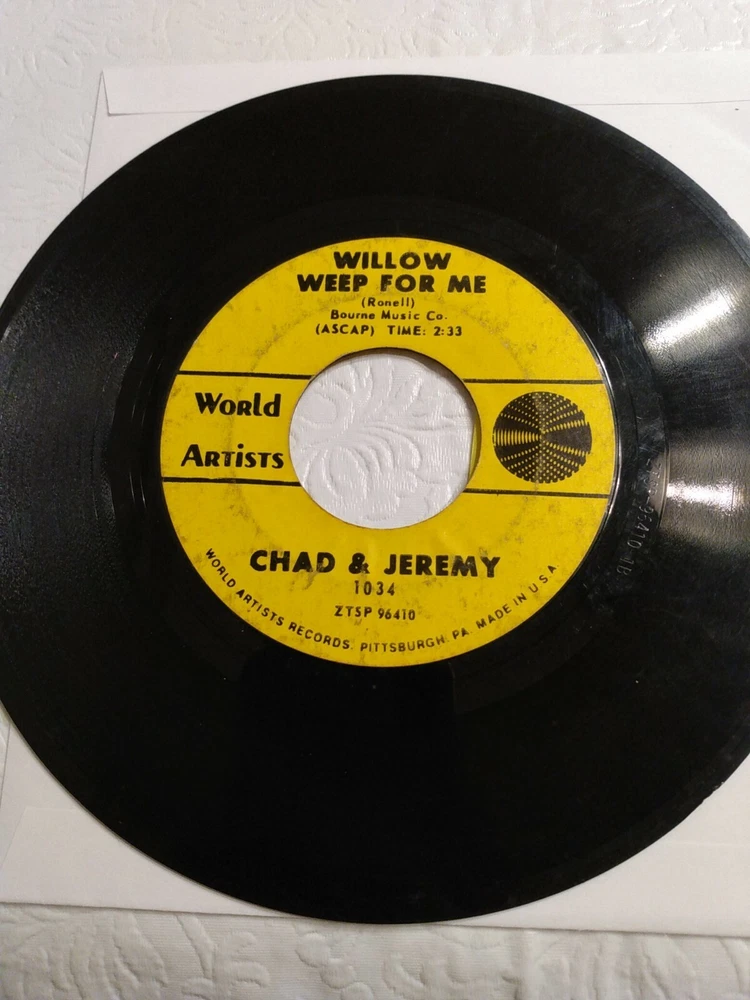 WILLOW
WEEP FOR ME
(Ronell)
Bourne Music Co.
(ASCAP) TIME: 2:33
World
Artists
CHAD & JEREMY
1034
ZTSP 96410
WORLD ARTISTS RECORDS. PITTSBURGH, PA. MADE IN U.S.A.